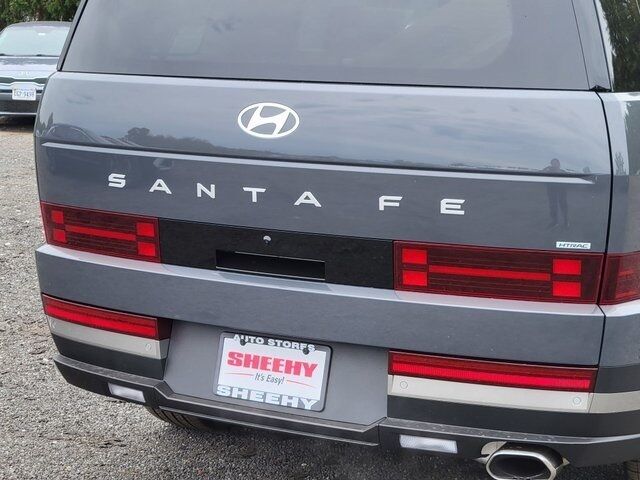 SANTA FE
HTRAC
AUTO STORES
SHEEHY
It's Easy!
SHEEHY